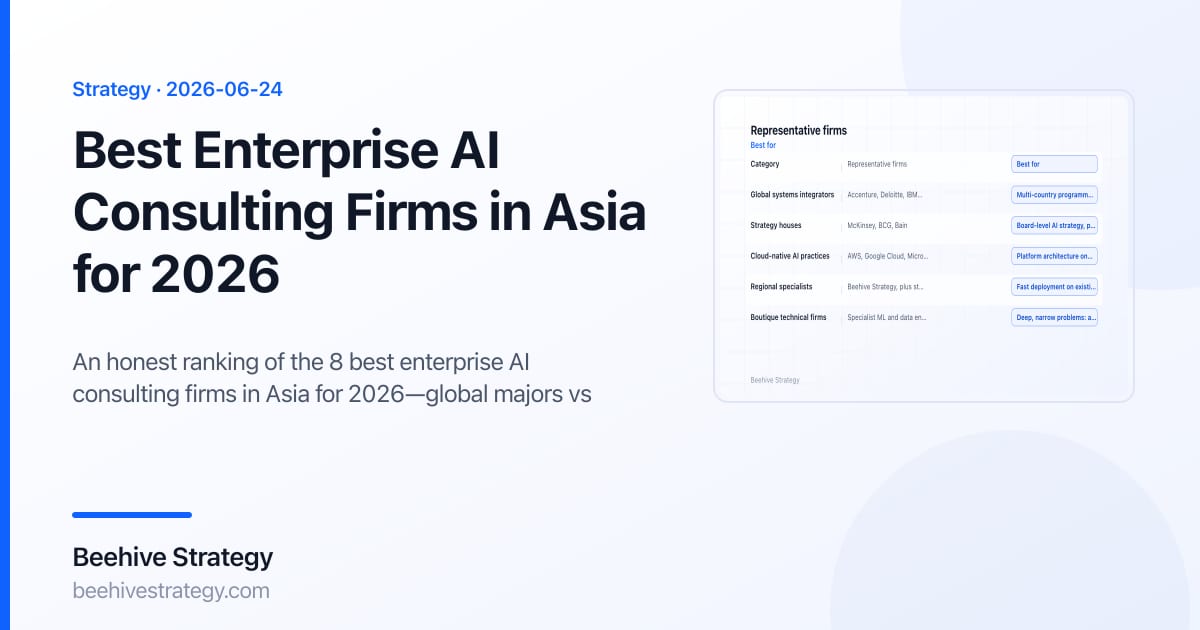 Strategy · 2026-06-24
Best Enterprise AI
Consulting Firms in Asia
for 2026
An honest ranking of the 8 best enterprise AI
consulting firms in Asia for 2026—global majors vs
Beehive Strategy
beehivestrategy.com
Representative firms
Best for
Category Representative firms Best for
Global systems integrators Accenture, Deloitte, IBM... Multi-country programm...
Strategy houses McKinsey, BCG, Bain Board-level AI strategy, p...
Cloud-native AI practices AWS, Google Cloud, Micro... Platform architecture on...
Regional specialists Beehive Strategy, plus st... Fast deployment on existi...
Boutique technical firms Specialist ML and data en... Deep, narrow problems: a...
Beehive Strategy